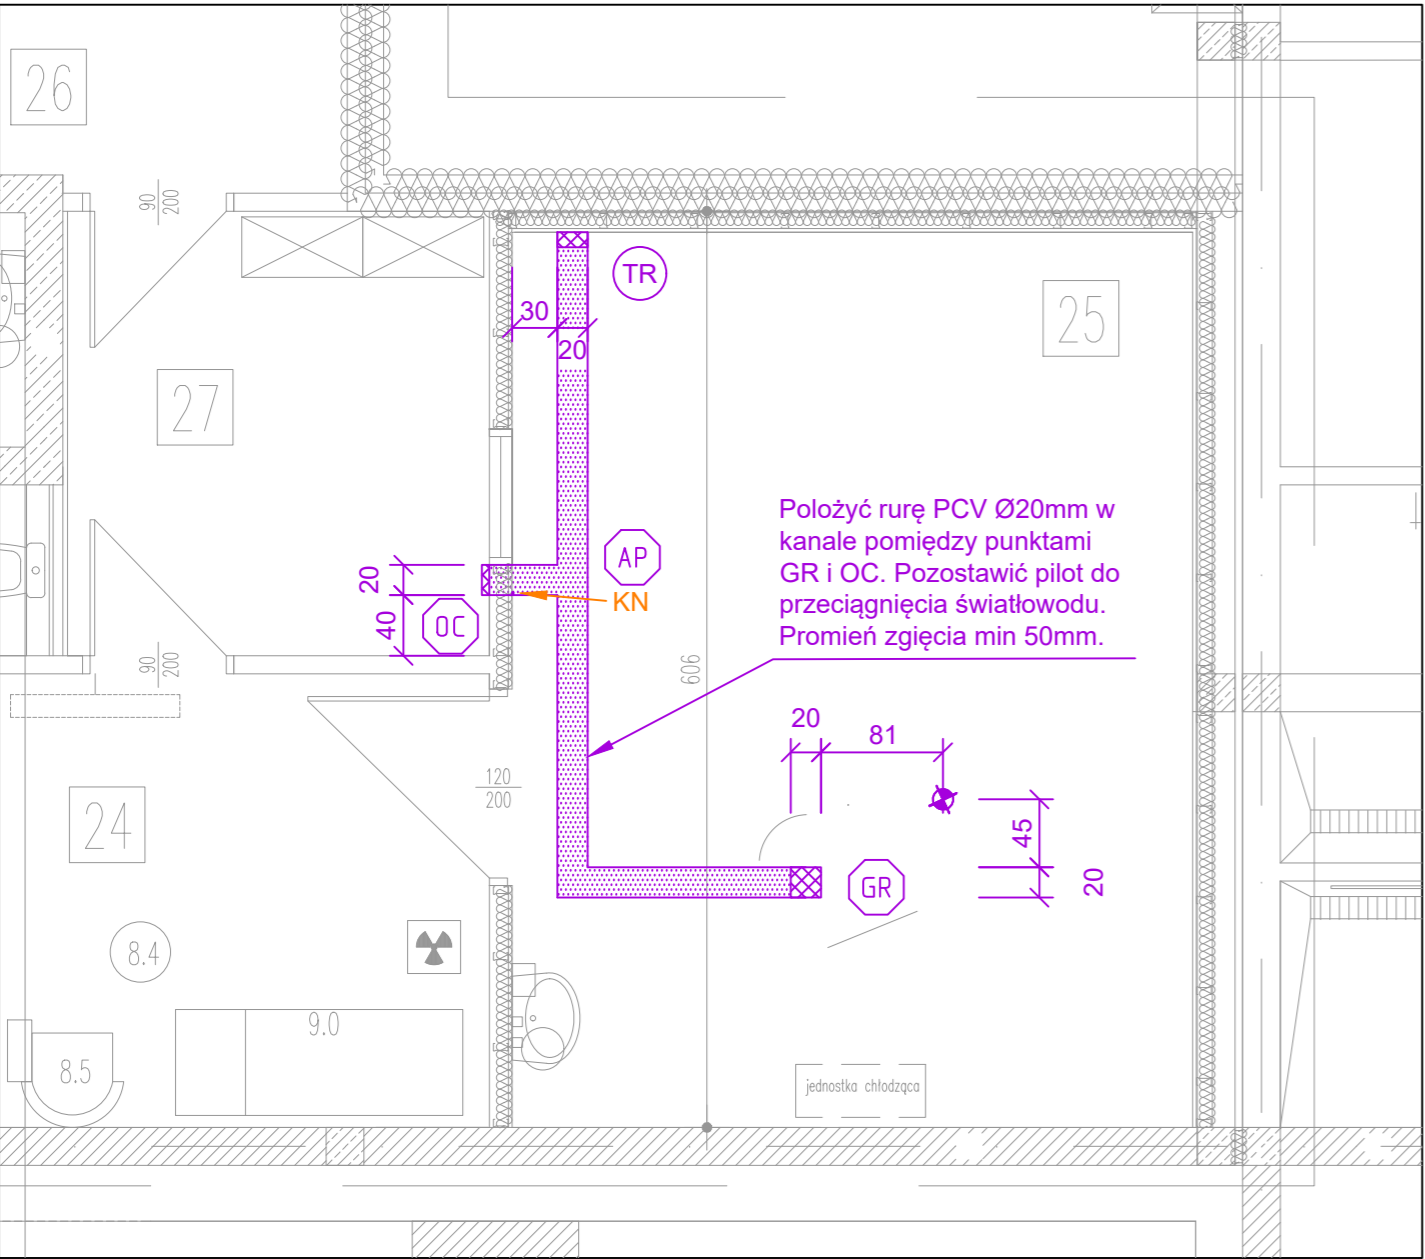 26
90
200
TR
30
20
25
27
Položyć rurę PCV Ø20mm w
kanale pomiędzy punktami
GR i OC. Pozostawić pilot do
przeciągnięcia światłowodu.
Promień zgięcia min 50mm.
AP
KN
20
40
OC
90
200
606
20
81
120
200
24
45
20
GR
8.4
9.0
8.5
jednostka chłodząca